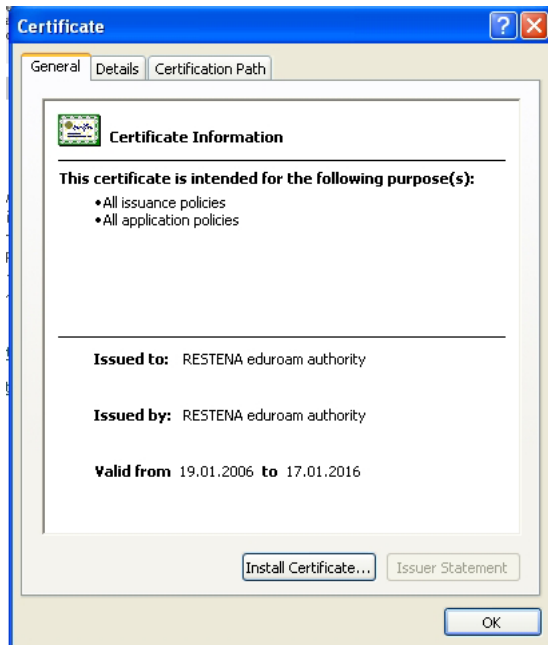 Certificate
General Details Certification Path
Certificate Information
This certificate is intended for the following purpose(s):
•All issuance policies
•All application policies
Issued to: RESTENA eduroam authority
Issued by: RESTENA eduroam authority
Valid from 19.01.2006 to 17.01.2016
Install Certificate... Issuer Statement
OK